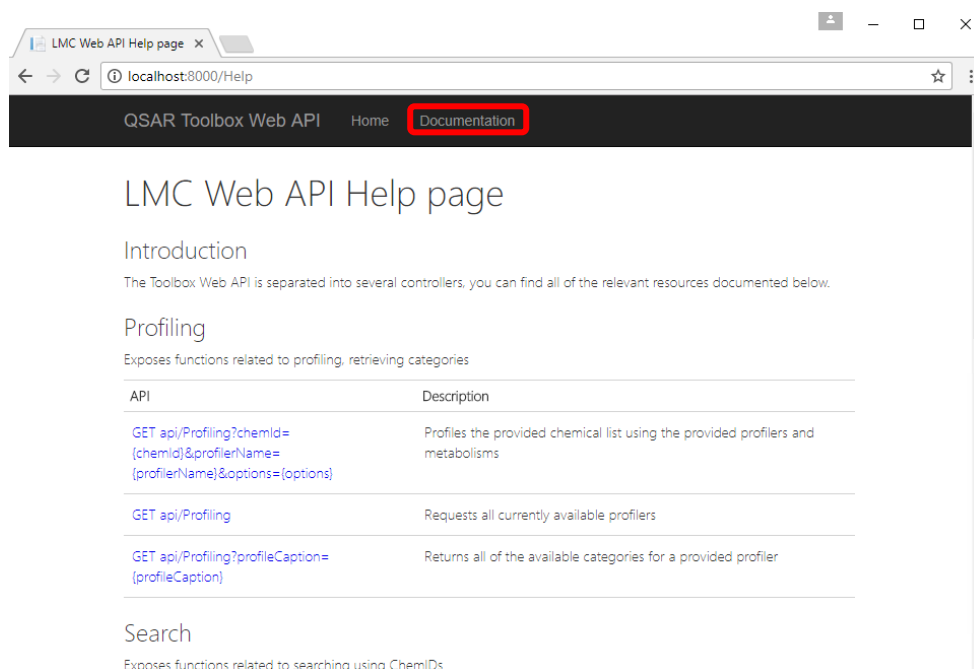 LMC Web API Help page
localhost:8000/Help
QSAR Toolbox Web API Home Documentation
LMC Web API Help page
Introduction
The Toolbox Web API is separated into several controllers, you can find all of the relevant resources documented below.
Profiling
Exposes functions related to profiling, retrieving categories
API Description
GET api/Profiling?chemId=
{chemId}&profilerName=
{profilerName}&options={options}
Profiles the provided chemical list using the provided profilers and
metabolisms
GET api/Profiling
Requests all currently available profilers
GET api/Profiling?profileCaption=
{profileCaption}
Returns all of the available categories for a provided profiler
Search
Exposes functions related to searching using ChemIDs